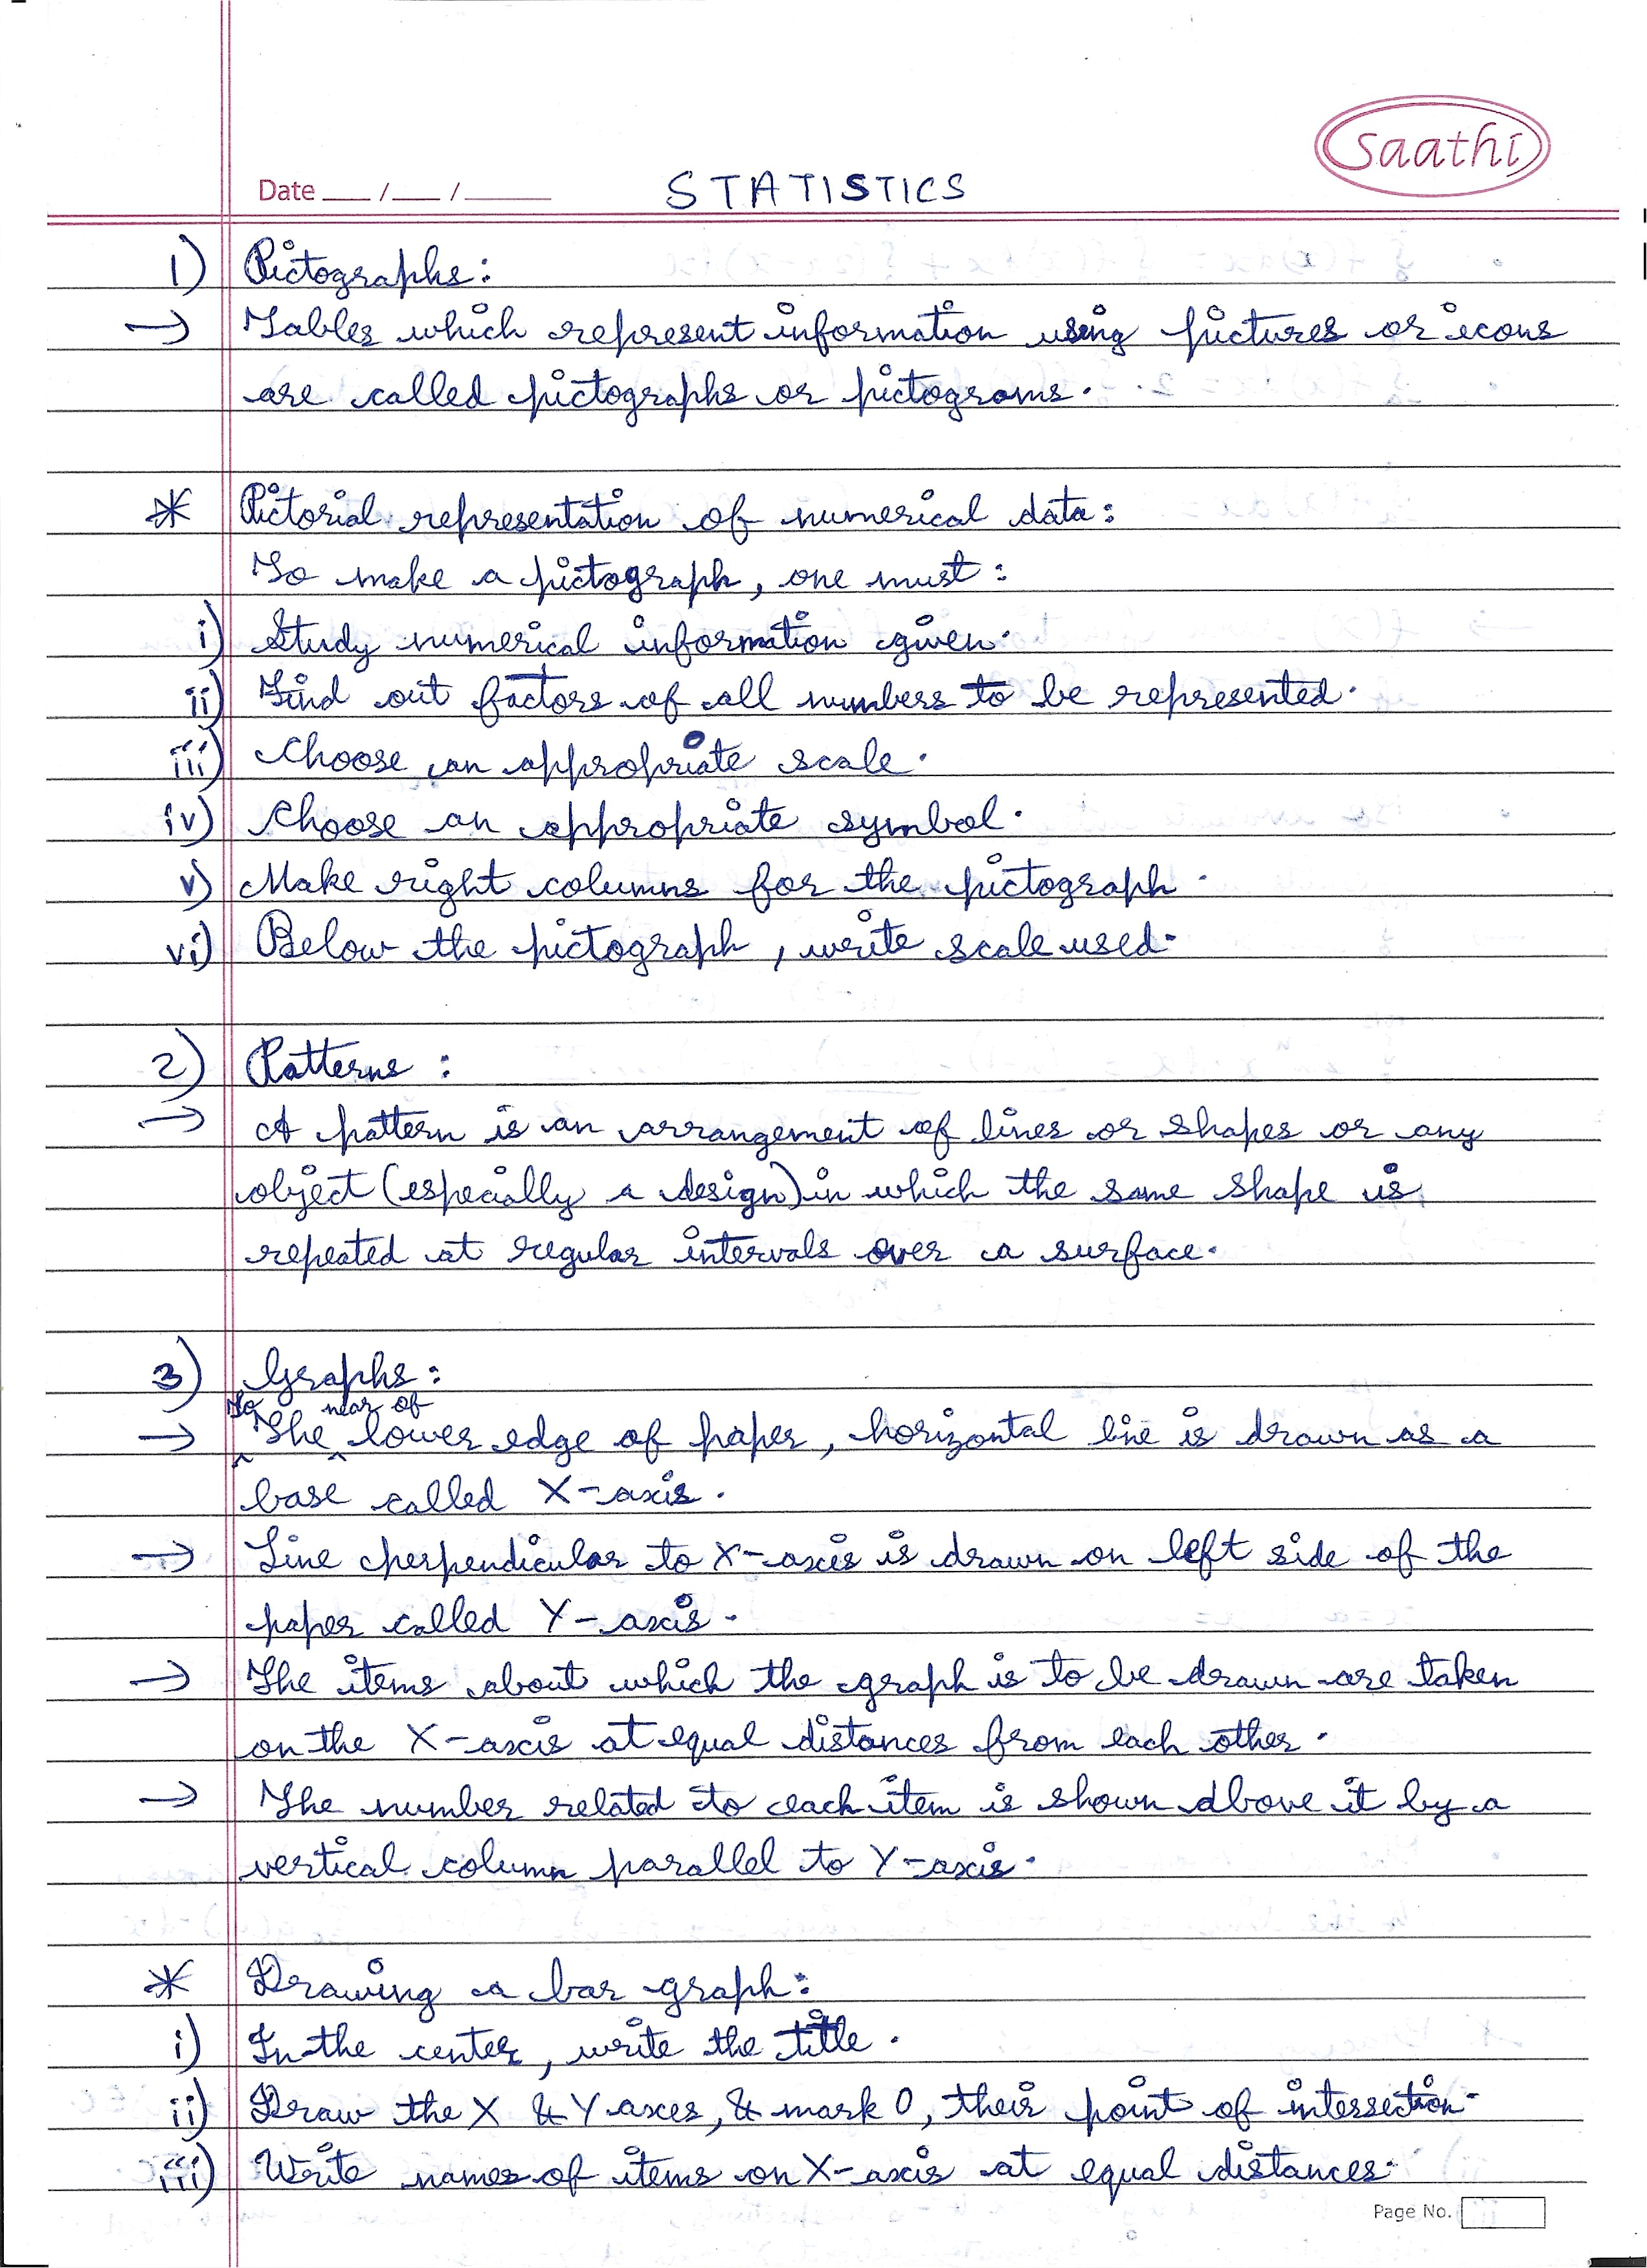 saathi
Date ___/___/______ STATISTICS
1) Pictographs:
→ Tables which represent information using pictures or icons
are called pictographs or pictograms.
* Pictorial representation of numerical data:
To make a pictograph, one must:
i) Study numerical information given.
ii) Find out factors of all numbers to be represented.
iii) Choose an appropriate scale.
iv) Choose an appropriate symbol.
v) Make right columns for the pictograph.
vi) Below the pictograph, write scale used.
2) Patterns:
→ A pattern is an arrangement of lines or shapes or any
object (especially a design) in which the same shape is
repeated at regular intervals over a surface.
3) Graphs:
To near of
→ The lower edge of paper, horizontal line is drawn as a
base called X-axis.
→ Line perpendicular to X-axis is drawn on left side of the
paper called Y-axis.
→ The items about which the graph is to be drawn are taken
on the X-axis at equal distances from each other.
→ The number related to each item is shown above it by a
vertical column parallel to Y-axis.
* Drawing a bar graph:
i) In the center, write the title.
ii) Draw the X & Y axes, & mark O, their point of intersection.
iii) Write names of items on X-axis at equal distances.
Page No.